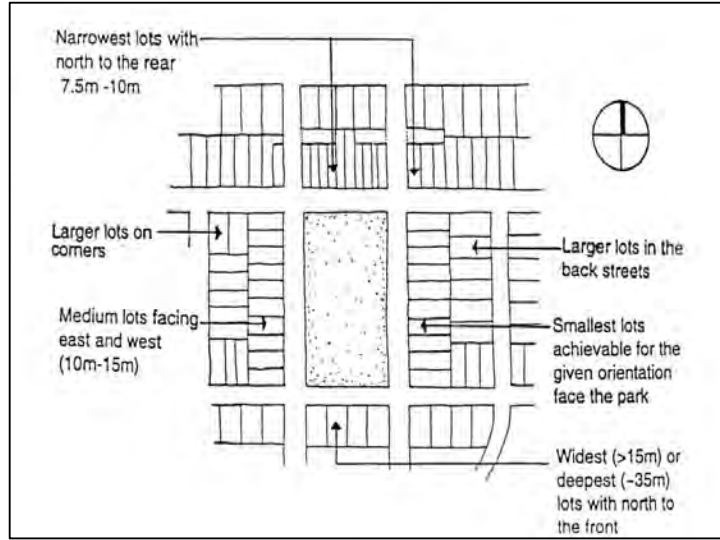 Narrowest lots with
north to the rear
7.5m -10m
Larger lots on
corners
Larger lots in the
back streets
Medium lots facing
east and west
(10m-15m)
Smallest lots
achievable for the
given orientation
face the park
Widest (>15m) or
deepest (~35m)
lots with north to
the front